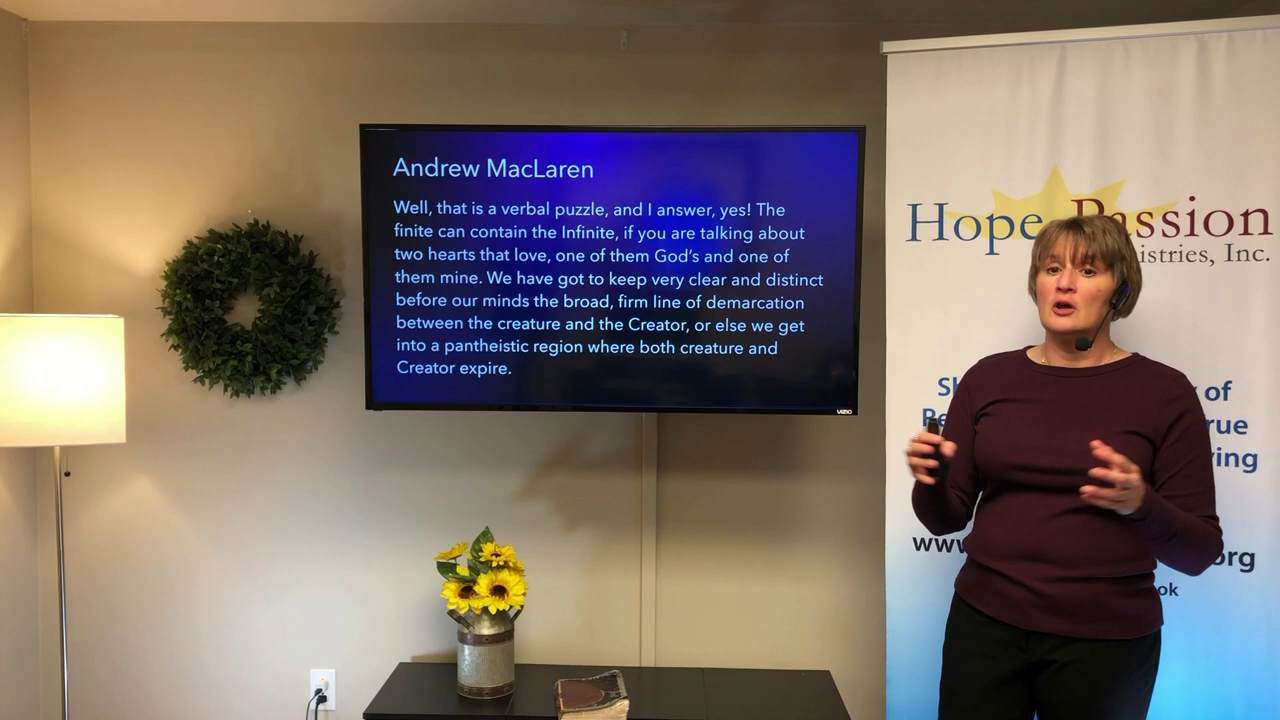 Andrew MacLaren
Well, that is a verbal puzzle, and I answer, yes! The
finite can contain the Infinite, if you are talking about
two hearts that love, one of them God's and one of
them mine. We have got to keep very clear and distinct
before our minds the broad, firm line of demarcation
between the creature and the Creator, or else we get
into a pantheistic region where both creature and
Creator expire.
VIZIO
Hope Passion
istries, Inc.
Sh of
Re rue
ving
www. .org
ok